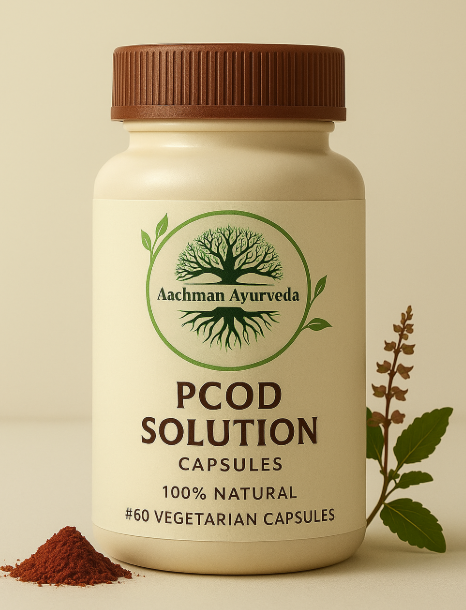 Aachman Ayurveda
PCOD
SOLUTION
CAPSULES
100% NATURAL
#60 VEGETARIAN CAPSULES